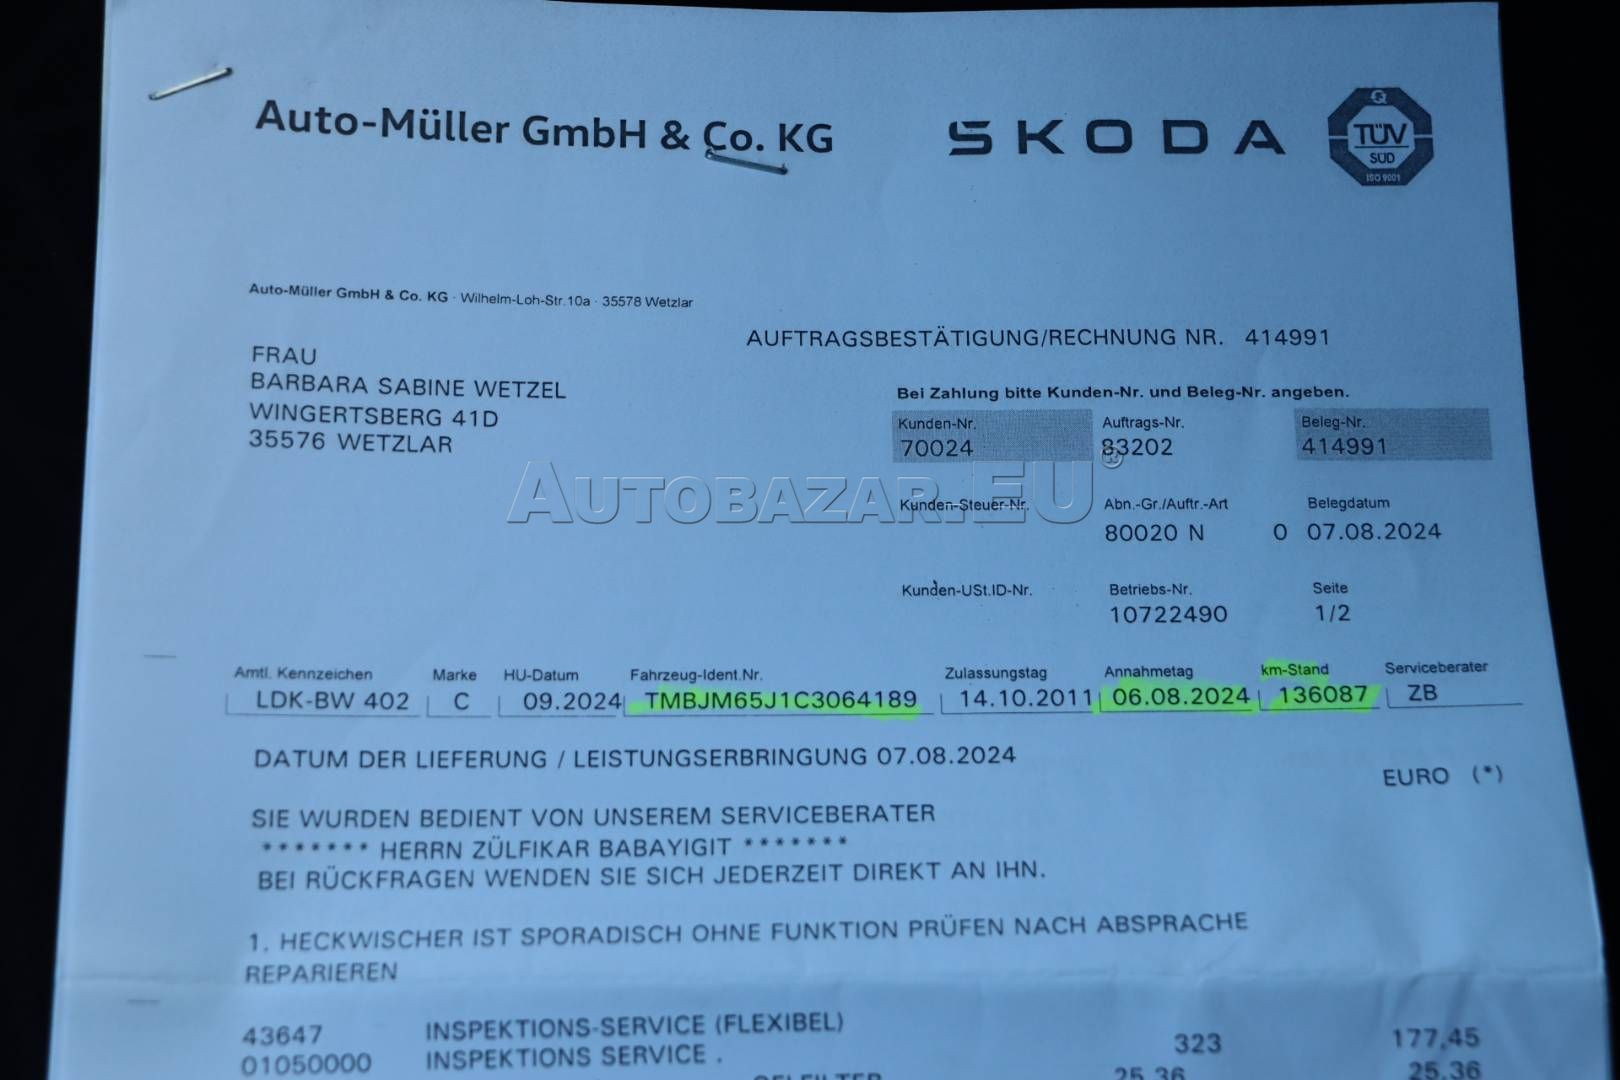 Auto-Müller GmbH & Co. KG
SKODA
Q
TÜV
SÜD
ISO 9001
Auto-Müller GmbH & Co. KG · Wilhelm-Loh-Str.10a · 35578 Wetzlar
AUFTRAGSBESTÄTIGUNG/RECHNUNG NR. 414991
FRAU
BARBARA SABINE WETZEL
WINGERTSBERG 41D
35576 WETZLAR
Bei Zahlung bitte Kunden-Nr. und Beleg-Nr. angeben.
Kunden-Nr. Auftrags-Nr. Beleg-Nr.
70024 83202 414991
AUTOBAZAR.EU®
Kunden-Steuer-Nr. Abn.-Gr./Auftr.-Art Belegdatum
80020 N 0 07.08.2024
Kunden-USt.ID-Nr. Betriebs-Nr. Seite
10722490 1/2
Amtl. Kennzeichen Marke HU-Datum Fahrzeug-Ident.Nr. Zulassungstag Annahmetag km-Stand Serviceberater
LDK-BW 402 C 09.2024 TMBJM65J1C3064189 14.10.2011 06.08.2024 136087 ZB
DATUM DER LIEFERUNG / LEISTUNGSERBRINGUNG 07.08.2024
EURO (*)
SIE WURDEN BEDIENT VON UNSEREM SERVICEBERATER
******* HERRN ZÜLFIKAR BABAYIGIT *******
BEI RÜCKFRAGEN WENDEN SIE SICH JEDERZEIT DIREKT AN IHN.
1. HECKWISCHER IST SPORADISCH OHNE FUNKTION PRÜFEN NACH ABSPRACHE
REPARIEREN
43647 INSPEKTIONS-SERVICE (FLEXIBEL) 323 177,45
01050000 INSPEKTIONS SERVICE .
OELFILTER 25,36 25,36